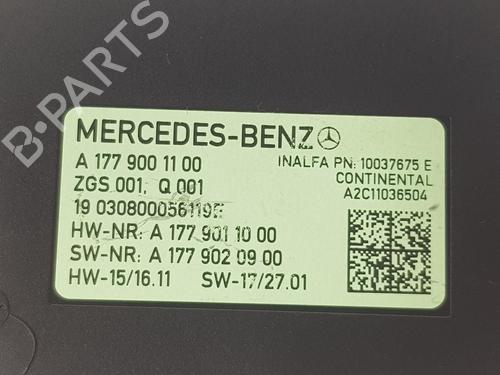 B-PARTS
MERCEDES-BENZ
A 177 900 11 00
INALFA PN: 10037675 E
ZGS 001, Q 001
CONTINENTAL
19 030800056119F
A2C11036504
HW-NR: A 177 901 10 00
SW-NR: A 177 902 09 00
HW-15/16.11 SW-17/27.01